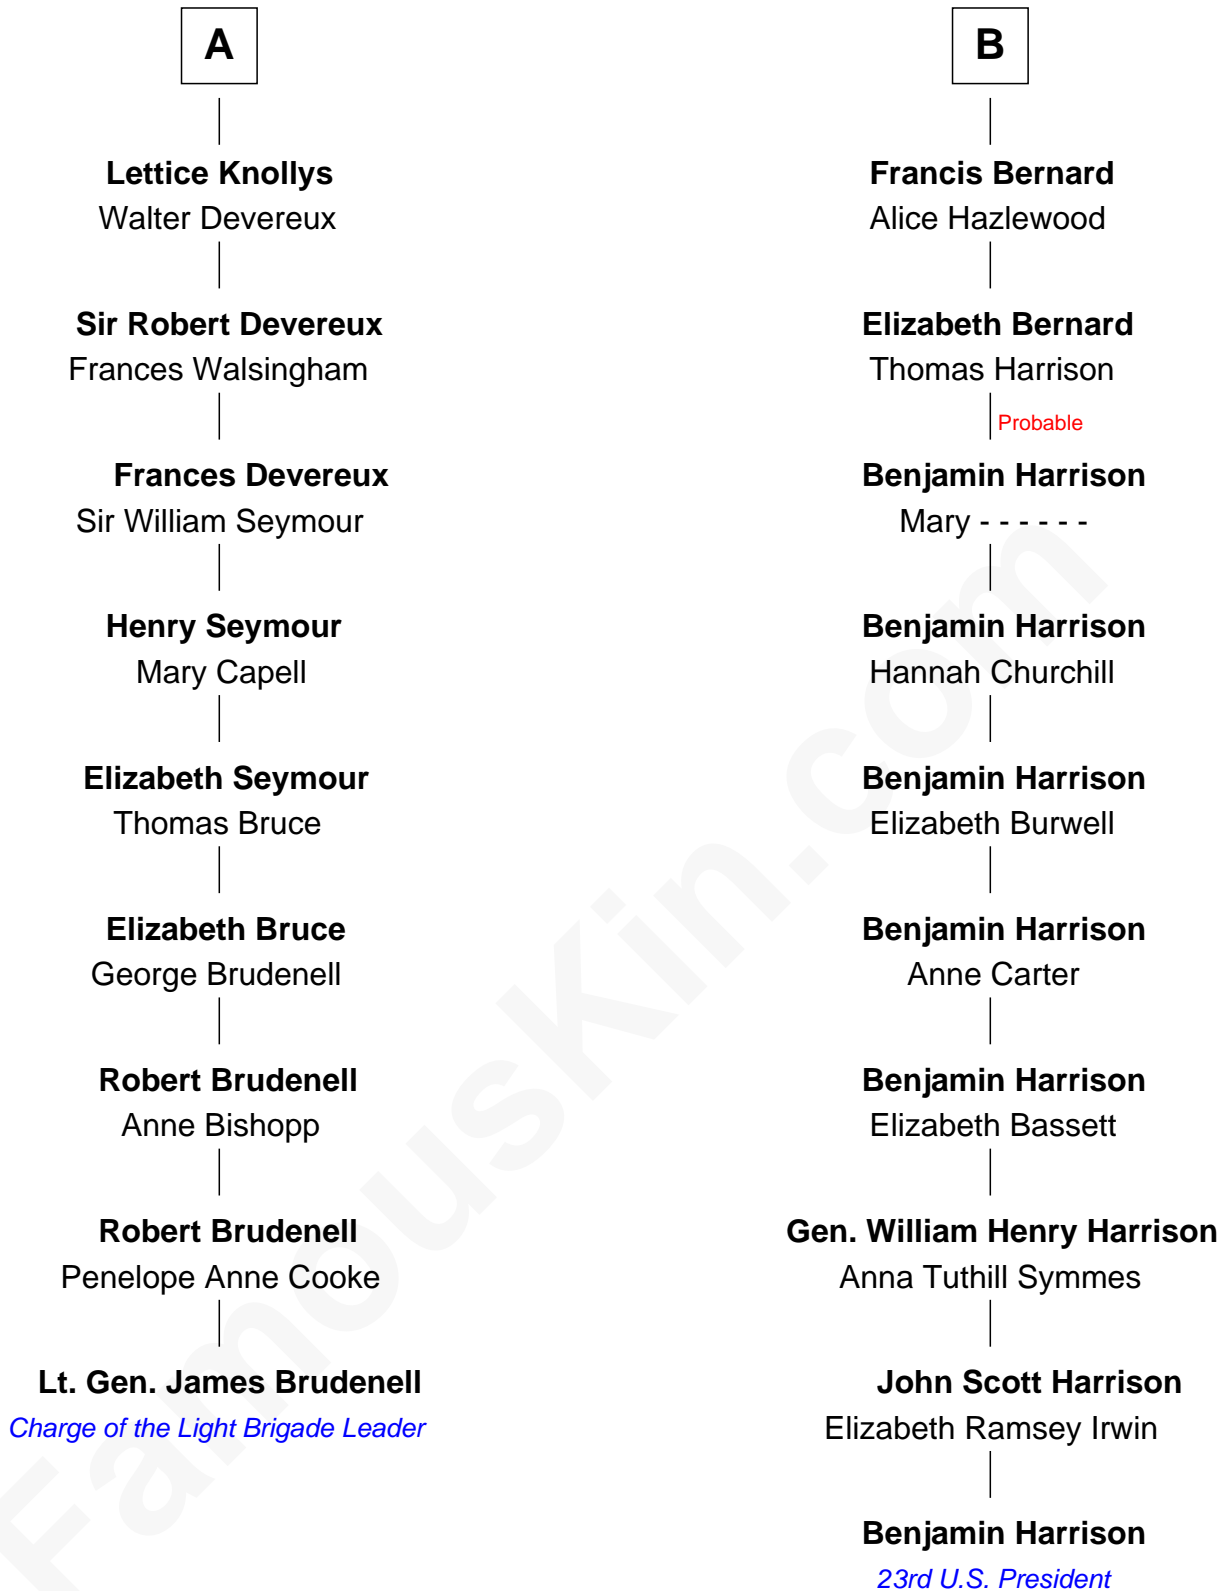 A
Lettice Knollys
Walter Devereux
Sir Robert Devereux
Frances Walsingham
Frances Devereux
Sir William Seymour
Henry Seymour
Mary Capell
Elizabeth Seymour
Thomas Bruce
Elizabeth Bruce
George Brudenell
Robert Brudenell
Anne Bishopp
Robert Brudenell
Penelope Anne Cooke
Lt. Gen. James Brudenell
Charge of the Light Brigade Leader
B
Francis Bernard
Alice Hazlewood
Elizabeth Bernard
Thomas Harrison
Probable
Benjamin Harrison
Mary - - - - - -
Benjamin Harrison
Hannah Churchill
Benjamin Harrison
Elizabeth Burwell
Benjamin Harrison
Anne Carter
Benjamin Harrison
Elizabeth Bassett
Gen. William Henry Harrison
Anna Tuthill Symmes
John Scott Harrison
Elizabeth Ramsey Irwin
Benjamin Harrison
23rd U.S. President
FamousKin.com